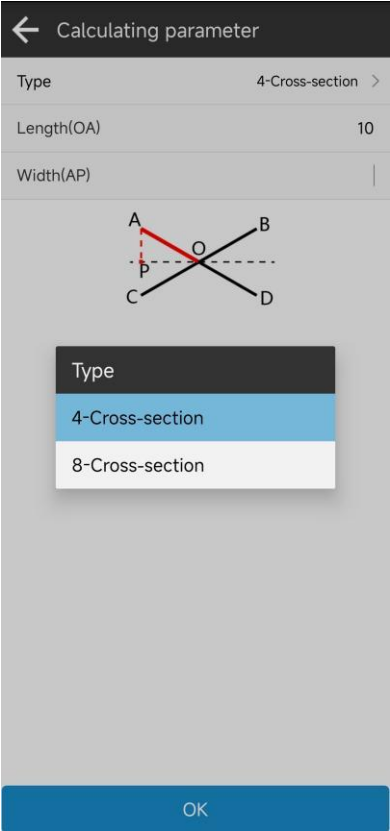 Calculating parameter
Type 4-Cross-section >
Length(OA) 10
Width(AP)
A B
O
P
C D
Type
4-Cross-section
8-Cross-section
OK